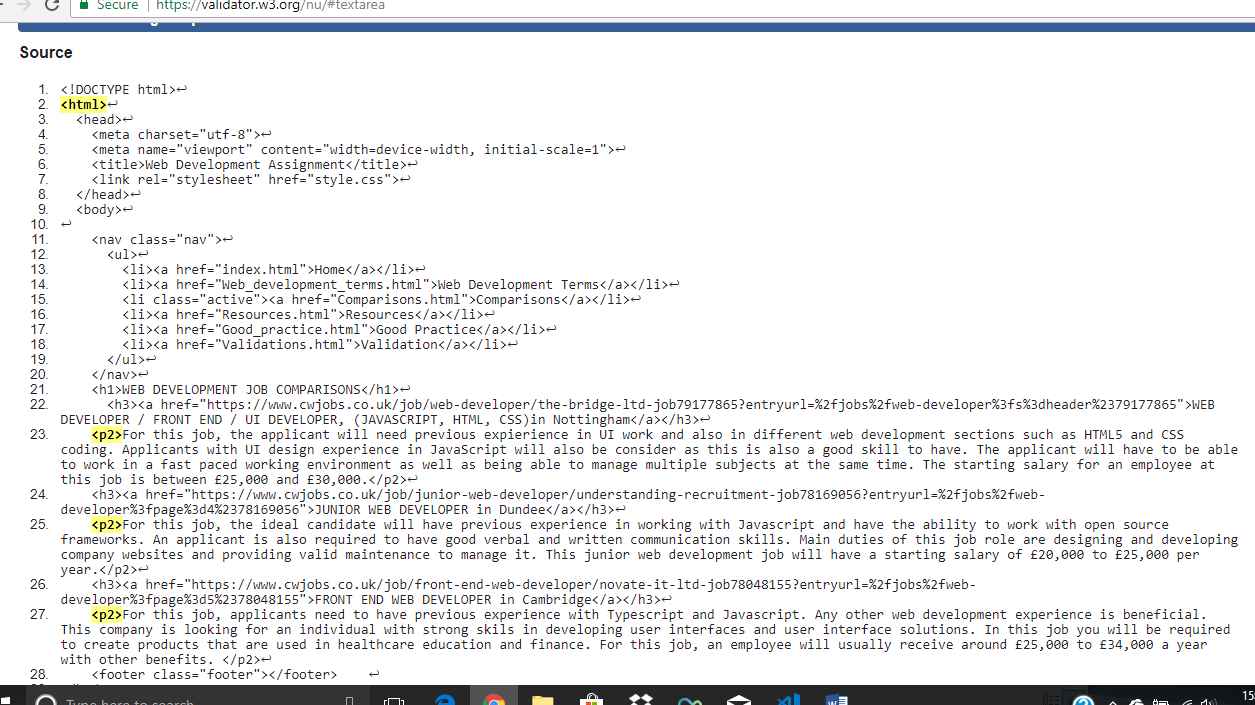 Secure | https://validator.w3.org/nu/#textarea
Source
1. <!DOCTYPE html>↩
2. <html>↩
3. <head>↩
4. <meta charset="utf-8">↩
5. <meta name="viewport" content="width=device-width, initial-scale=1">↩
6. <title>Web Development Assignment</title>↩
7. <link rel="stylesheet" href="style.css">↩
8. </head>↩
9. <body>↩
10. ↩
11. <nav class="nav">↩
12. <ul>↩
13. <li><a href="index.html">Home</a></li>↩
14. <li><a href="Web_development_terms.html">Web Development Terms</a></li>↩
15. <li class="active"><a href="Comparisons.html">Comparisons</a></li>↩
16. <li><a href="Resources.html">Resources</a></li>↩
17. <li><a href="Good_practice.html">Good Practice</a></li>↩
18. <li><a href="Validations.html">Validation</a></li>↩
19. </ul>↩
20. </nav>↩
21. <h1>WEB DEVELOPMENT JOB COMPARISONS</h1>↩
22. <h3><a href="https://www.cwjobs.co.uk/job/web-developer/the-bridge-ltd-job79177865?entryurl=%2fjobs%2fweb-developer%3fs%3dheader%2379177865">WEB
DEVELOPER / FRONT END / UI DEVELOPER, (JAVASCRIPT, HTML, CSS)in Nottingham</a></h3>↩
23. <p2>For this job, the applicant will need previous expierience in UI work and also in different web development sections such as HTML5 and CSS
coding. Applicants with UI design experience in JavaScript will also be consider as this is also a good skill to have. The applicant will have to be able
to work in a fast paced working environment as well as being able to manage multiple subjects at the same time. The starting salary for an employee at
this job is between £25,000 and £30,000.</p2>↩
24. <h3><a href="https://www.cwjobs.co.uk/job/junior-web-developer/understanding-recruitment-job78169056?entryurl=%2fjobs%2fweb-
developer%3fpage%3d4%2378169056">JUNIOR WEB DEVELOPER in Dundee</a></h3>↩
25. <p2>For this job, the ideal candidate will have previous experience in working with Javascript and have the ability to work with open source
frameworks. An applicant is also required to have good verbal and written communication skills. Main duties of this job role are designing and developing
company websites and providing valid maintenance to manage it. This junior web development job will have a starting salary of £20,000 to £25,000 per
year.</p2>↩
26. <h3><a href="https://www.cwjobs.co.uk/job/front-end-web-developer/novate-it-ltd-job78048155?entryurl=%2fjobs%2fweb-
developer%3fpage%3d5%2378048155">FRONT END WEB DEVELOPER in Cambridge</a></h3>↩
27. <p2>For this job, applicants need to have previous experience with Typescript and Javascript. Any other web development experience is beneficial.
This company is looking for an individual with strong skils in developing user interfaces and user interface solutions. In this job you will be required
to create products that are used in healthcare education and finance. For this job, an employee will usually receive around £25,000 to £34,000 a year
with other benefits. </p2>↩
28. <footer class="footer"></footer> ↩
Type here to search